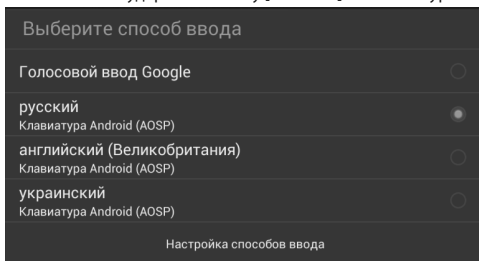 Выберите способ ввода
Голосовой ввод Google
русский
Клавиатура Android (AOSP)
английский (Великобритания)
Клавиатура Android (AOSP)
украинский
Клавиатура Android (AOSP)
Настройка способов ввода